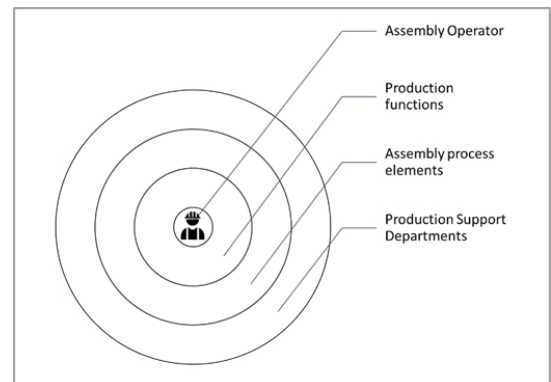 Assembly Operator
Production
functions
Assembly process
elements
Production Support
Departments